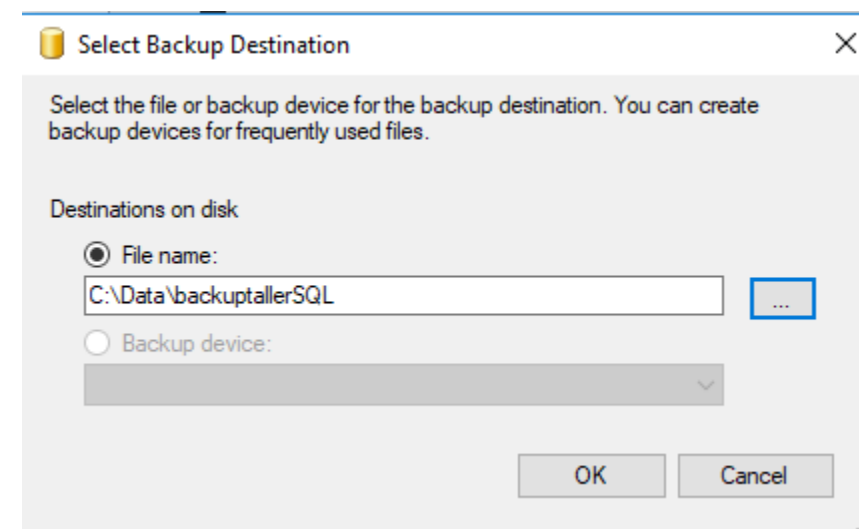 Select Backup Destination
Select the file or backup device for the backup destination. You can create
backup devices for frequently used files.
Destinations on disk
File name:
C:\Data\backuptallerSQL
...
Backup device:
OK
Cancel